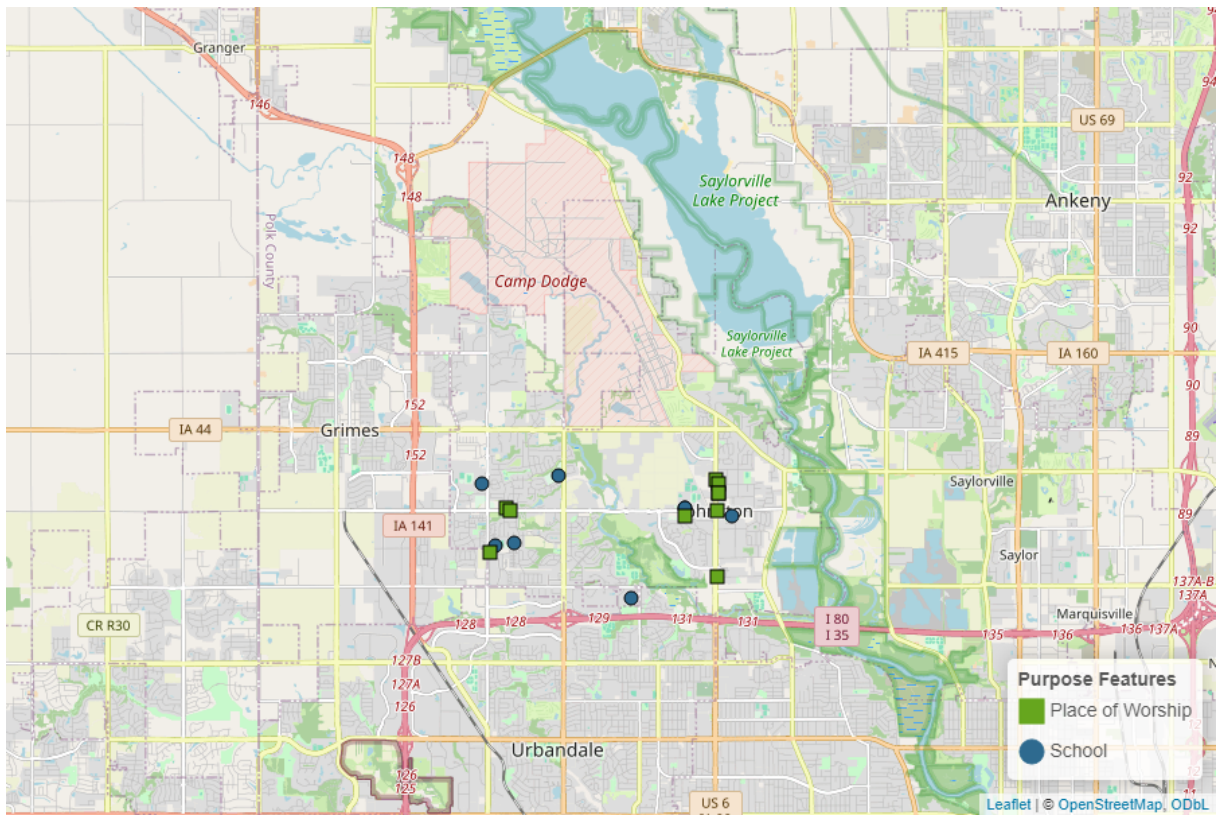 Granger
94
146
US 69
94
148
92
148
Saylorville
Lake Project
Ankeny
92
Polk County
Camp Dodge
90
Saylorville
Lake Project
IA 415
IA 160
90
152
IA 44
Grimes
89
152
Saylorville
IA 141
89
Saylor
137A-B
137A
CR R30
Marquisville
128
128
129
131
131
I 80
I 35
135
136
136
137A
127B
127A
126
Purpose Features
Place of Worship
School
Urbandale
126
125
US 6
Leaflet | © OpenStreetMap, ODbL